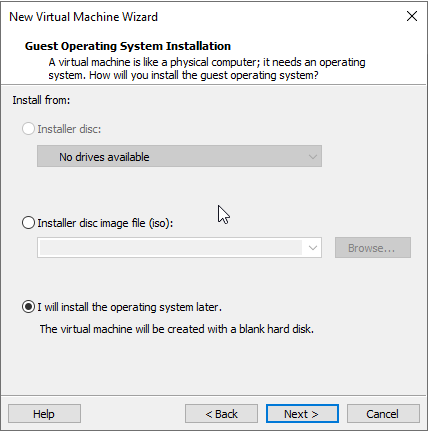 New Virtual Machine Wizard
Guest Operating System Installation
A virtual machine is like a physical computer; it needs an operating
system. How will you install the guest operating system?
Install from:
Installer disc:
No drives available
Installer disc image file (iso):
Browse...
I will install the operating system later.
The virtual machine will be created with a blank hard disk.
Help
< Back
Next >
Cancel